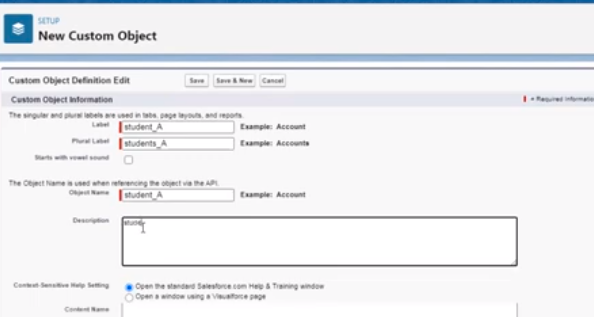 SETUP
New Custom Object
Custom Object Definition Edit Save Save & New Cancel
Custom Object Information = Required Informatio
The singular and plural labels are used in tabs, page layouts, and reports.
Label student_A Example: Account
Plural Label students_A Example: Accounts
Starts with vowel sound
The Object Name is used when referencing the object via the API.
Object Name student_A Example: Account
Description stude
Context-Sensitive Help Setting Open the standard Salesforce.com Help & Training window
Open a window using a Visualforce page
Content Name